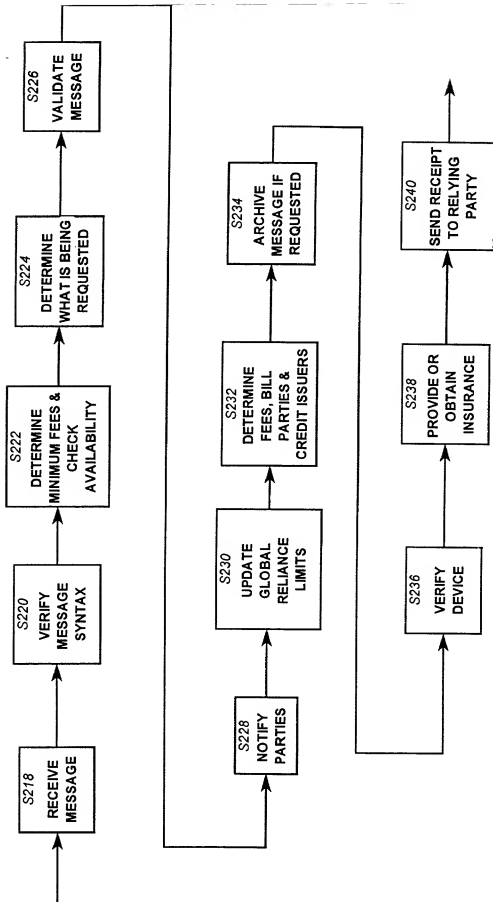 S218
RECEIVE
MESSAGE
S220
VERIFY
MESSAGE
SYNTAX
S222
DETERMINE
MINIMUM FEES &
CHECK
AVAILABILITY
S224
DETERMINE
WHAT IS BEING
REQUESTED
S226
VALIDATE
MESSAGE
S228
NOTIFY
PARTIES
S230
UPDATE
GLOBAL
RELIANCE
LIMITS
S232
DETERMINE
FEES, BILL
PARTIES &
CREDIT ISSUERS
S234
ARCHIVE
MESSAGE IF
REQUESTED
S236
VERIFY
DEVICE
S238
PROVIDE OR
OBTAIN
INSURANCE
S240
SEND RECEIPT
TO RELYING
PARTY